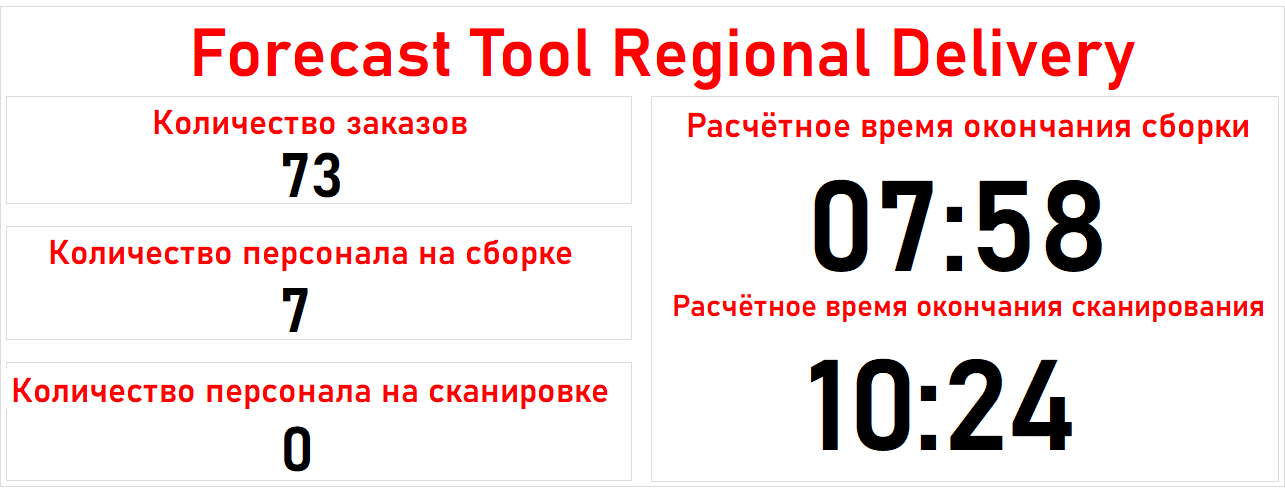 Forecast Tool Regional Delivery
Количество заказов
73
Количество персонала на сборке
7
Количество персонала на сканировке
0
Расчётное время окончания сборки
07:58
Расчётное время окончания сканирования
10:24